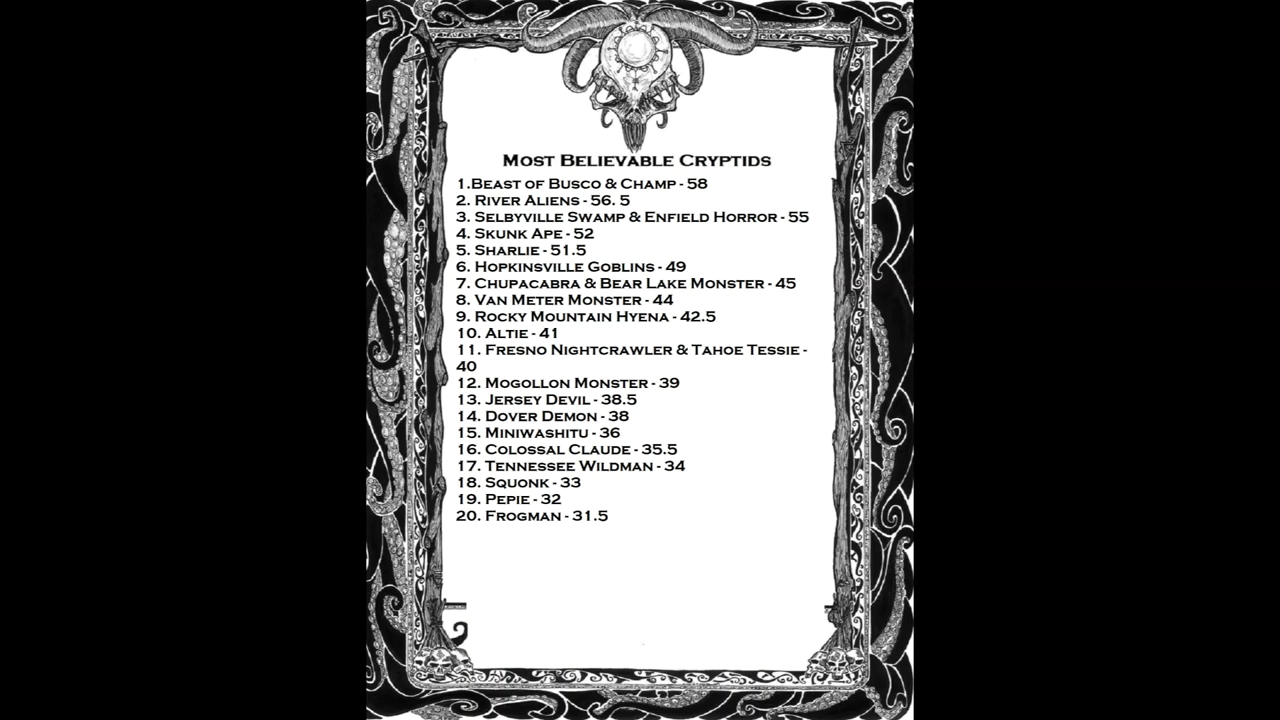 Most Believable Cryptids
1.Beast of Busco & Champ - 58
2. River Aliens - 56. 5
3. Selbyville Swamp & Enfield Horror - 55
4. Skunk Ape - 52
5. Sharlie - 51.5
6. Hopkinsville Goblins - 49
7. Chupacabra & Bear Lake Monster - 45
8. Van Meter Monster - 44
9. Rocky Mountain Hyena - 42.5
10. Altie - 41
11. Fresno Nightcrawler & Tahoe Tessie -
40
12. Mogollon Monster - 39
13. Jersey Devil - 38.5
14. Dover Demon - 38
15. Miniwashitu - 36
16. Colossal Claude - 35.5
17. Tennessee Wildman - 34
18. Squonk - 33
19. Pepie - 32
20. Frogman - 31.5